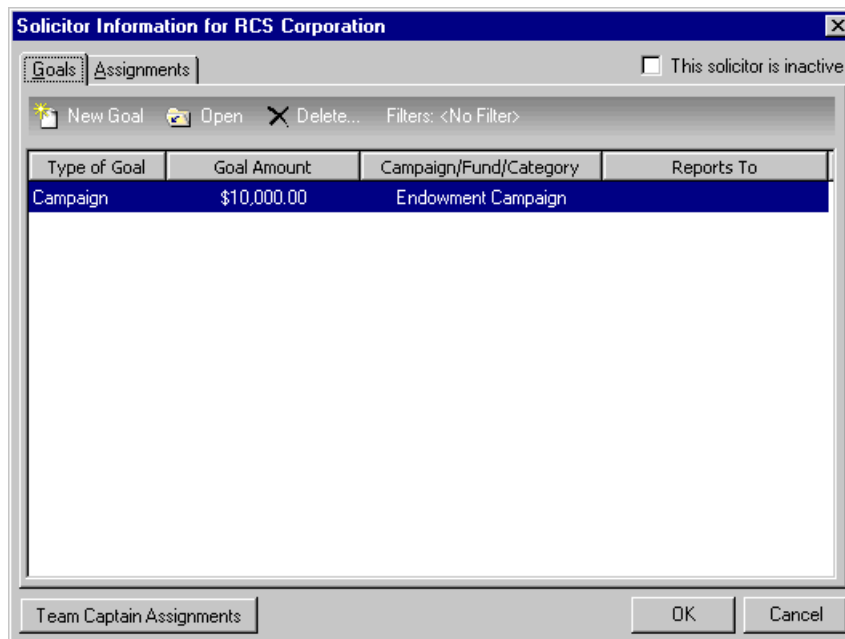 Solicitor Information for RCS Corporation
Goals Assignments This solicitor is inactive
New Goal Open Delete... Filters: <No Filter>
Type of Goal Goal Amount Campaign/Fund/Category Reports To
Campaign $10,000.00 Endowment Campaign
Team Captain Assignments OK Cancel